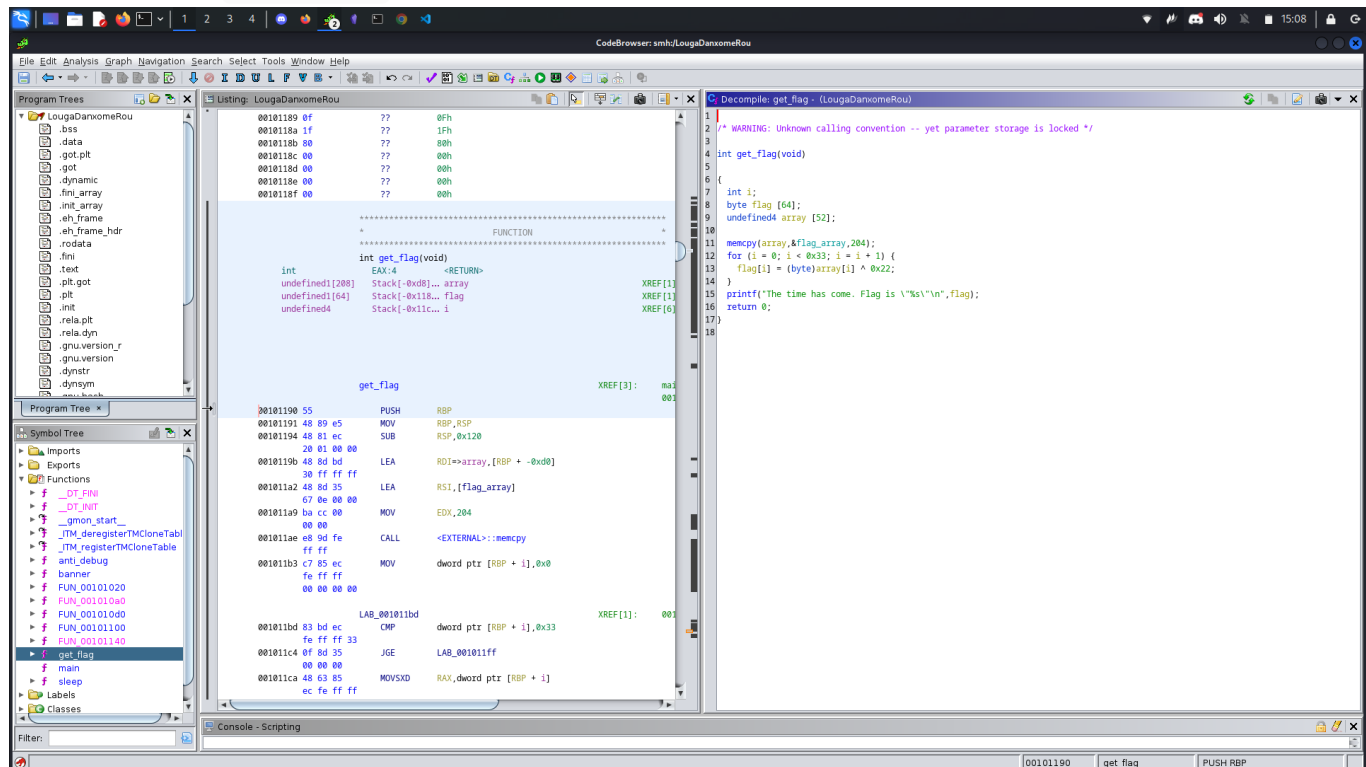 1 2 3 4
2
15:08
CodeBrowser: smh:/LougaDanxomeRou
File Edit Analysis Graph Navigation Search Select Tools Window Help
I D U L F V B
Program Trees
LougaDanxomeRou
.bss
.data
.got.plt
.got
.dynamic
.fini_array
.init_array
.eh_frame
.eh_frame_hdr
.rodata
.fini
.text
.plt.got
.plt
.init
.rela.plt
.rela.dyn
.gnu.version_r
.gnu.version
.dynstr
.dynsym
Program Tree ×
Symbol Tree
Imports
Exports
Functions
f __DT_FINI
f __DT_INIT
f __gmon_start__
f _ITM_deregisterTMCloneTabl
f _ITM_registerTMCloneTable
f anti_debug
f banner
f FUN_00101020
f FUN_001010a0
f FUN_001010d0
f FUN_00101100
f FUN_00101140
f get_flag
f main
f sleep
Labels
Classes
Filter:
Listing: LougaDanxomeRou
00101189 0f ?? 0Fh
0010118a 1f ?? 1Fh
0010118b 80 ?? 80h
0010118c 00 ?? 00h
0010118d 00 ?? 00h
0010118e 00 ?? 00h
0010118f 00 ?? 00h
* FUNCTION *
int get_flag(void)
int EAX:4 <RETURN>
undefined1[208] Stack[-0xd8]... array XREF[1]
undefined1[64] Stack[-0x118... flag XREF[1]
undefined4 Stack[-0x11c... i XREF[6]
get_flag XREF[3]: mai
001
00101190 55 PUSH RBP
00101191 48 89 e5 MOV RBP,RSP
00101194 48 81 ec SUB RSP,0x120
20 01 00 00
0010119b 48 8d bd LEA RDI=>array,[RBP + -0xd0]
30 ff ff ff
001011a2 48 8d 35 LEA RSI,[flag_array]
67 0e 00 00
001011a9 ba cc 00 MOV EDX,204
00 00
001011ae e8 9d fe CALL <EXTERNAL>::memcpy
ff ff
001011b3 c7 85 ec MOV dword ptr [RBP + i],0x0
fe ff ff
00 00 00 00
LAB_001011bd XREF[1]: 001
001011bd 83 bd ec CMP dword ptr [RBP + i],0x33
fe ff ff 33
001011c4 0f 8d 35 JGE LAB_001011ff
00 00 00
001011ca 48 63 85 MOVSXD RAX,dword ptr [RBP + i]
ec fe ff ff
Decompile: get_flag - (LougaDanxomeRou)
1
2 /* WARNING: Unknown calling convention -- yet parameter storage is locked */
3
4 int get_flag(void)
5
6 {
7 int i;
8 byte flag [64];
9 undefined4 array [52];
10
11 memcpy(array,&flag_array,204);
12 for (i = 0; i < 0x33; i = i + 1) {
13 flag[i] = (byte)array[i] ^ 0x22;
14 }
15 printf("The time has come. Flag is \"%s\"\n",flag);
16 return 0;
17 }
18
Console - Scripting
00101190 get_flag PUSH RBP